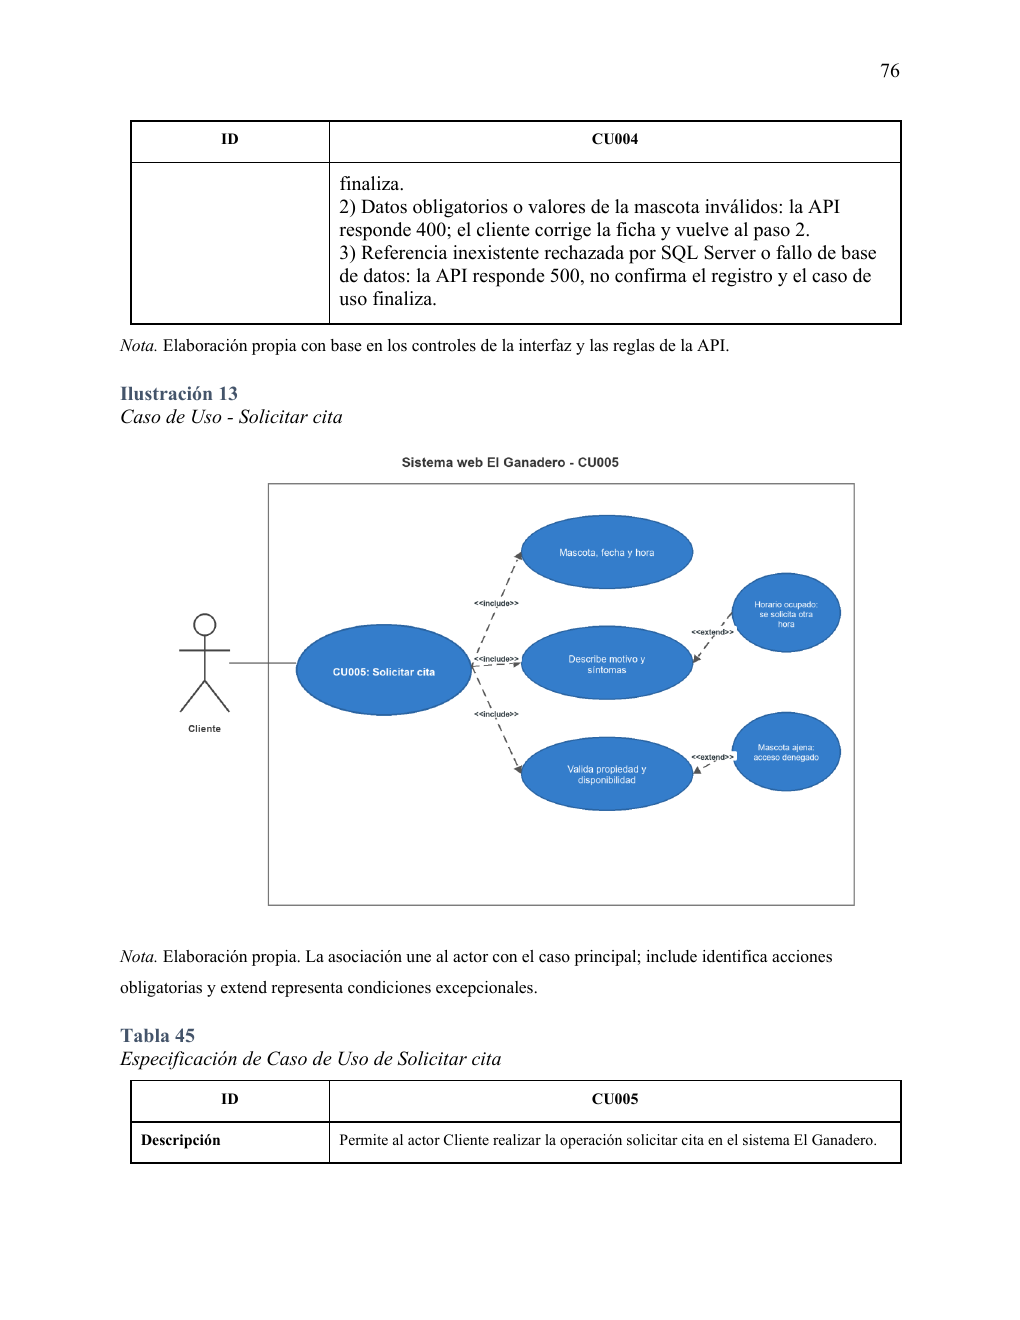 76
ID CU004
finaliza.
2) Datos obligatorios o valores de la mascota inválidos: la API
responde 400; el cliente corrige la ficha y vuelve al paso 2.
3) Referencia inexistente rechazada por SQL Server o fallo de base
de datos: la API responde 500, no confirma el registro y el caso de
uso finaliza.
Nota. Elaboración propia con base en los controles de la interfaz y las reglas de la API.
Ilustración 13
Caso de Uso - Solicitar cita
Sistema web El Ganadero - CU005
Mascota, fecha y hora
Horario ocupado:
se solicita otra
hora
<<include>>
<<extend>>
<<include>>
Describe motivo y
síntomas
CU005: Solicitar cita
<<include>>
Cliente
Mascota ajena:
acceso denegado
<<extend>>
Valida propiedad y
disponibilidad
Nota. Elaboración propia. La asociación une al actor con el caso principal; include identifica acciones
obligatorias y extend representa condiciones excepcionales.
Tabla 45
Especificación de Caso de Uso de Solicitar cita
ID CU005
Descripción Permite al actor Cliente realizar la operación solicitar cita en el sistema El Ganadero.